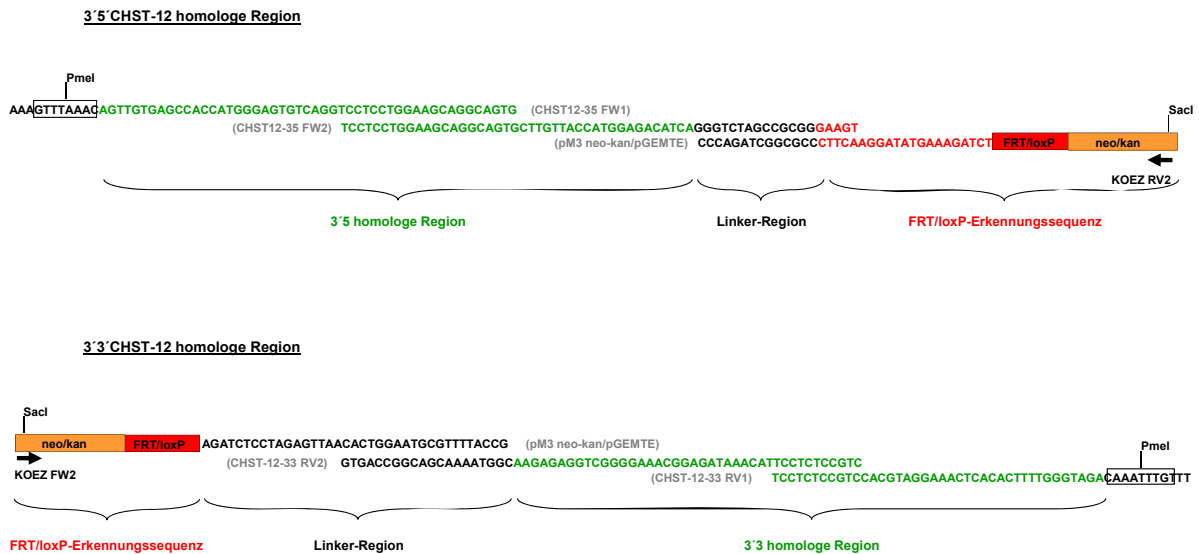 3´5´CHST-12 homologe Region
PmeI
AAAGTTTAAACAGTTGTGAGCCACCATGGGAGTGTCAGGTCCTCCTGGAAGCAGGCAGTG (CHST12-35 FW1)
SacI
(CHST12-35 FW2) TCCTCCTGGAAGCAGGCAGTGCTTGTTACCATGGAGACATCAGGGTCTAGCCGCGGGAAGT
(pM3 neo-kan/pGEMTE) CCCAGATCGGCGCCCTTCAAGGATATGAAAGATCT FRT/loxP neo/kan
KOEZ RV2
3´5 homologe Region Linker-Region FRT/loxP-Erkennungssequenz
3´3´CHST-12 homologe Region
SacI
neo/kan FRT/loxP AGATCTCCTAGAGTTAACACTGGAATGCGTTTTACCG (pM3 neo-kan/pGEMTE)
PmeI
(CHST-12-33 RV2) GTGACCGGCAGCAAAATGGCAAGAGAGGTCGGGGAAACGGAGATAAACATTCCTCTCCGTC
KOEZ FW2 (CHST-12-33 RV1) TCCTCTCCGTCCACGTAGGAAACTCACACTTTTGGGTAGACAAATTTGTTT
FRT/loxP-Erkennungssequenz Linker-Region 3´3 homologe Region